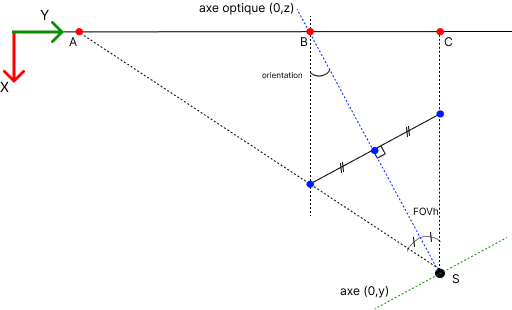 axe optique (0,z)
Y
A
B
C
X
orientation
FOVh
S
axe (0,y)